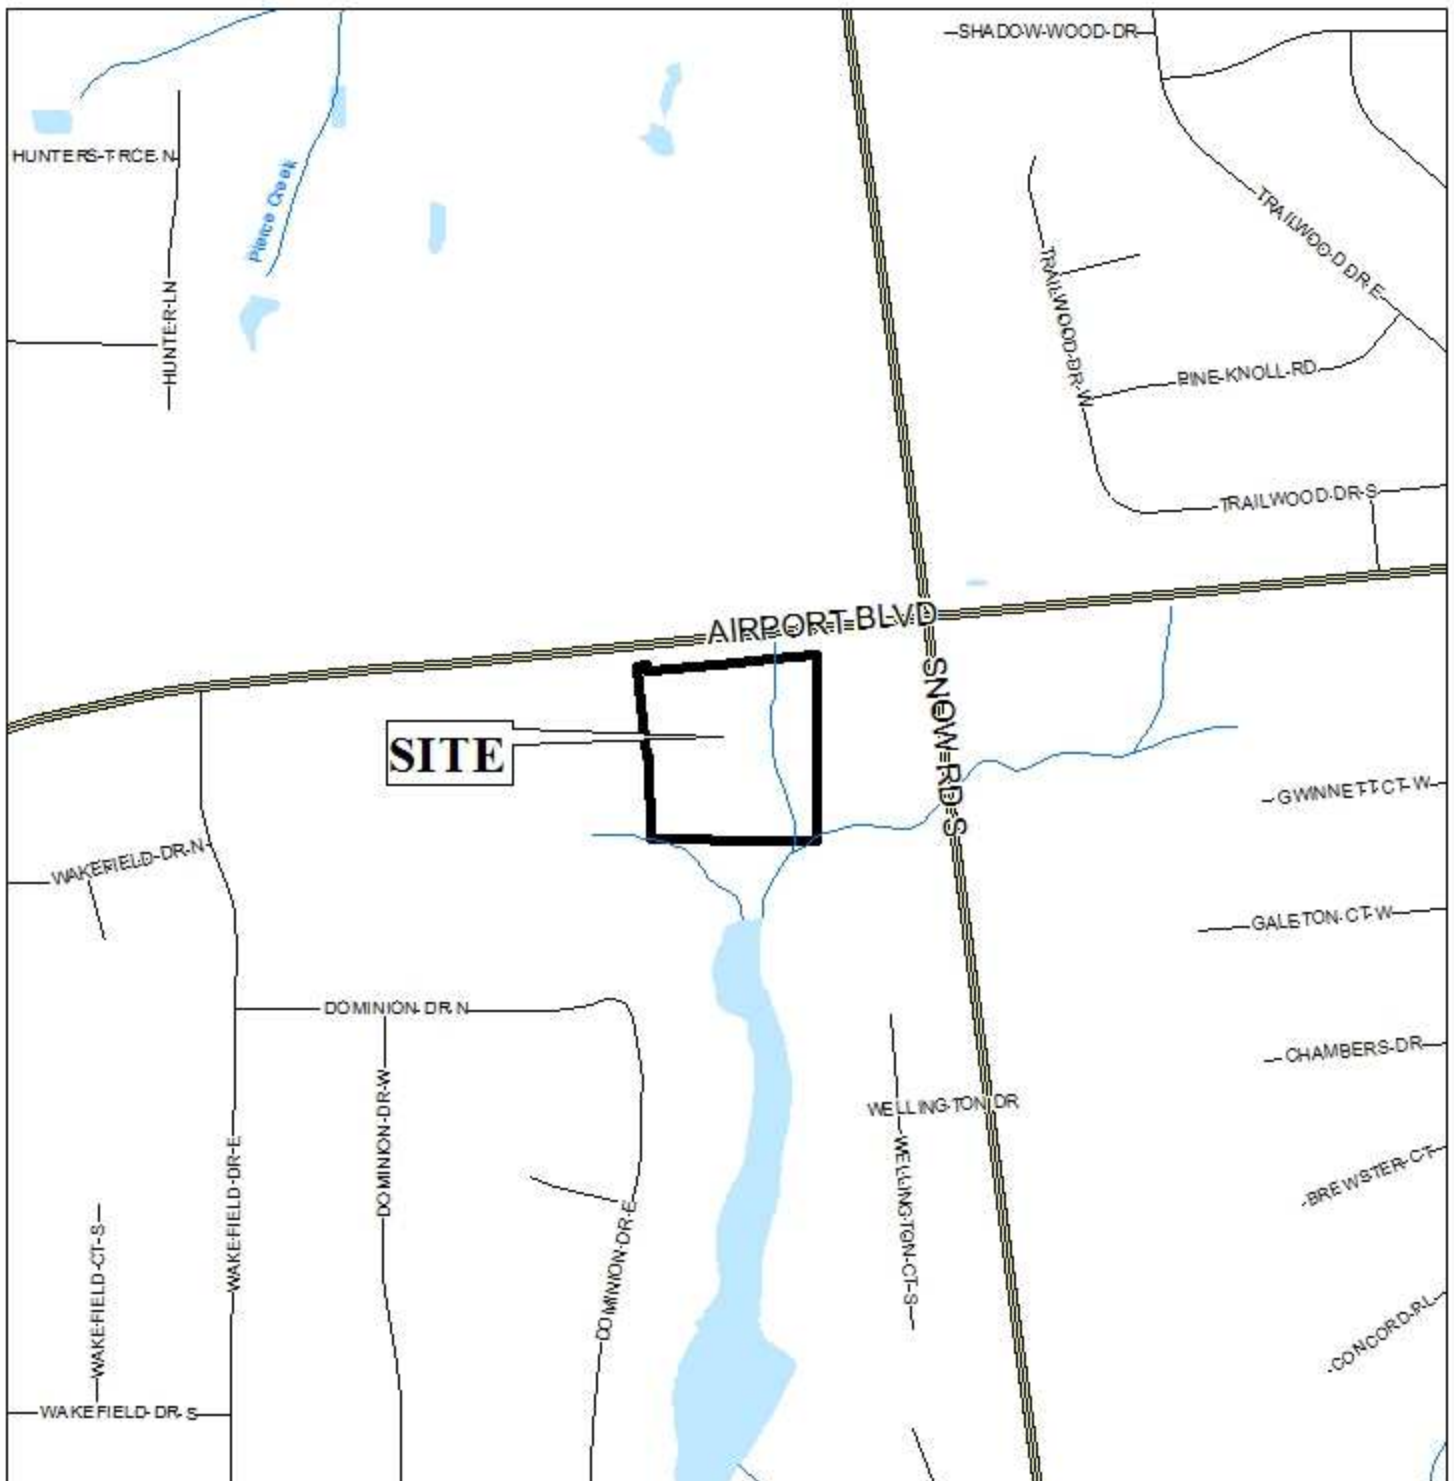 SHADOW WOOD DR
HUNTERS TRCE N
Pierce Creek
TRAILWOOD DR E
HUNTER LN
TRAILWOOD DR W
PINE KNOLL RD
TRAILWOOD DR S
AIRPORT BLVD
SNOW RD S
SITE
GWINNETT CT W
WAKEFIELD DR N
GALETON CT W
DOMINION DR N
CHAMBERS DR
WELLINGTON DR
DOMINION DR W
WAKEFIELD DR E
WELLINGTON CT S
BREWSTER CT
DOMINION DR E
WAKEFIELD CT S
CONCORD PL
WAKEFIELD DR S